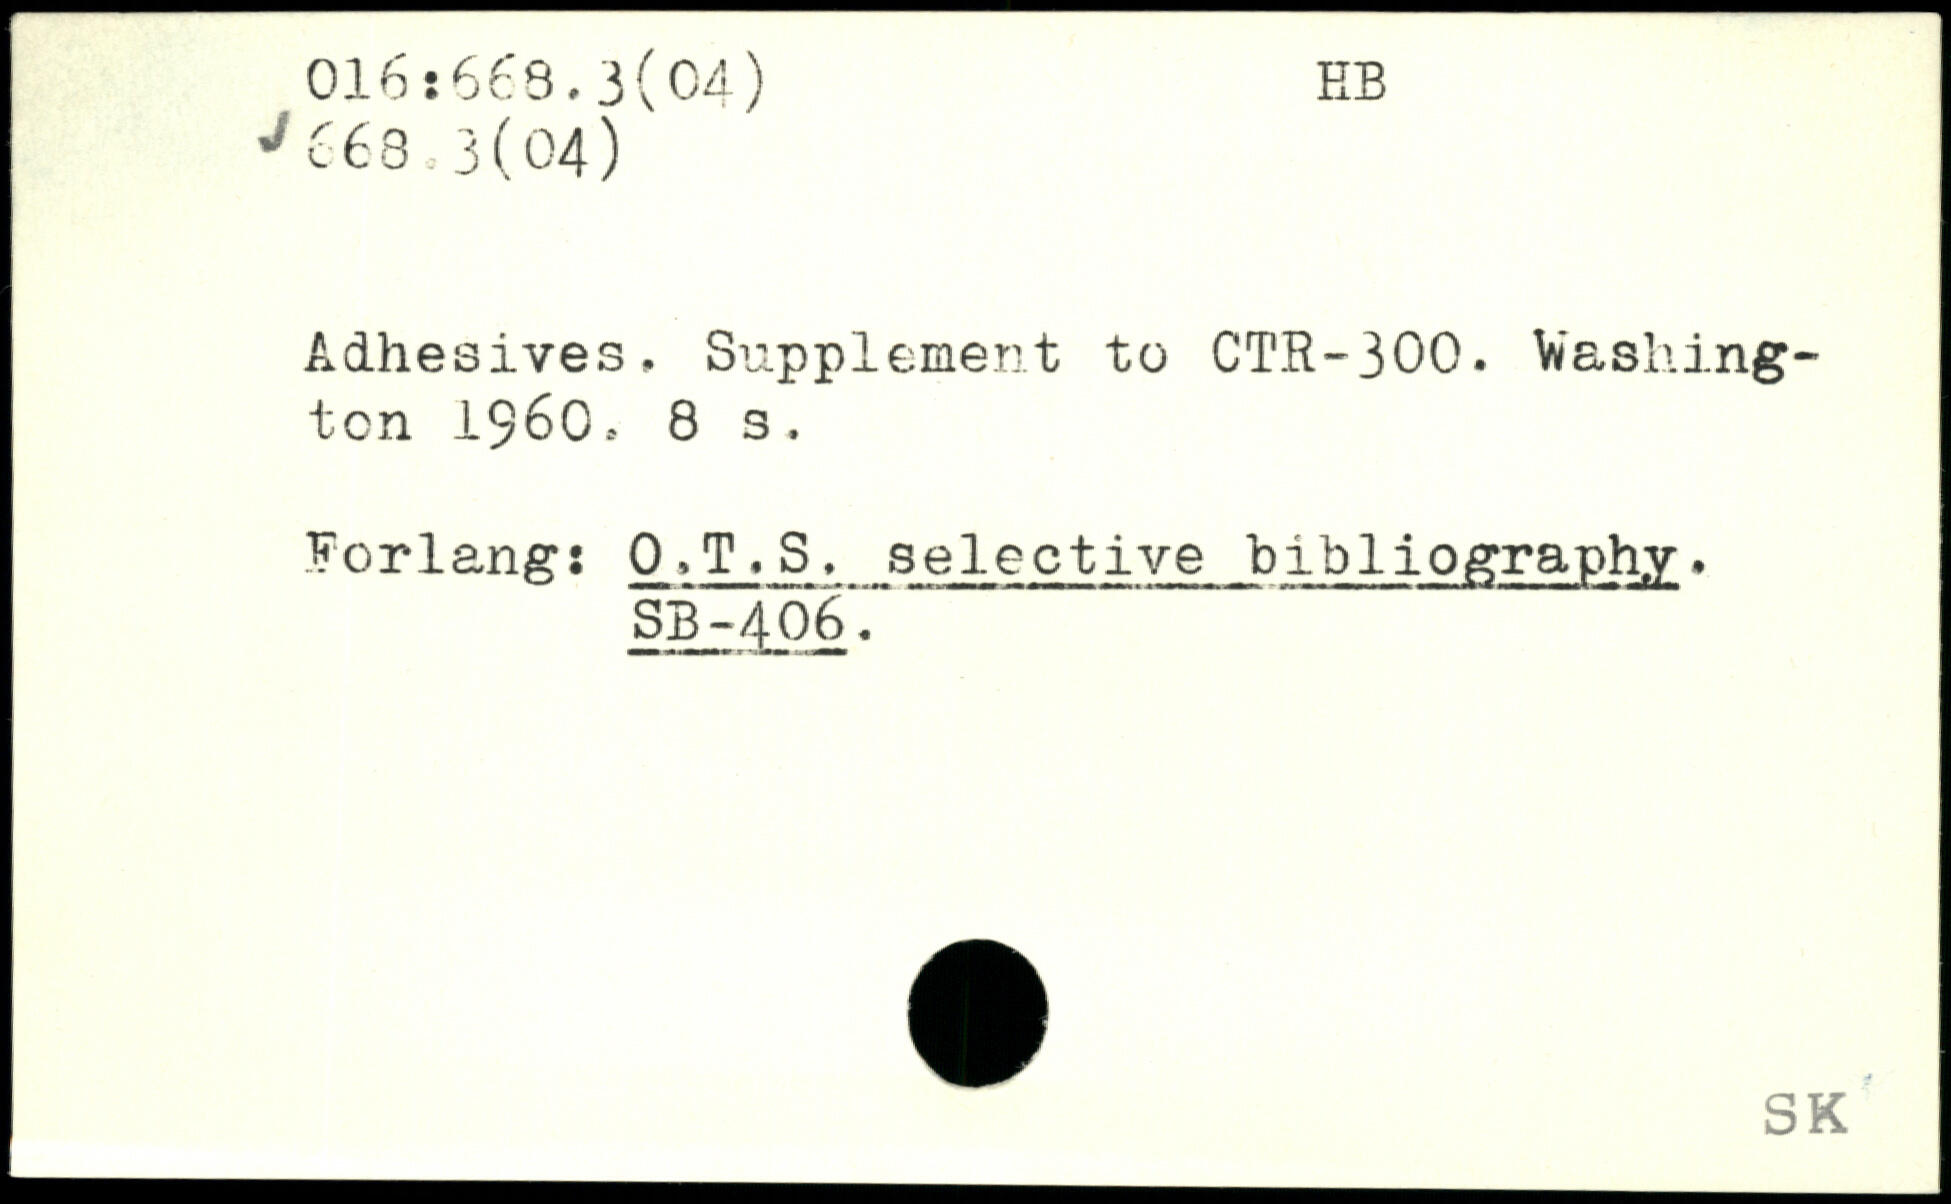 016:668.3(04) HB
✓668.3(04)
Adhesives. Supplement to CTR-300. Washing-
ton 1960. 8 s.
Forlang: O.T.S. selective bibliography.
SB-406.
SK